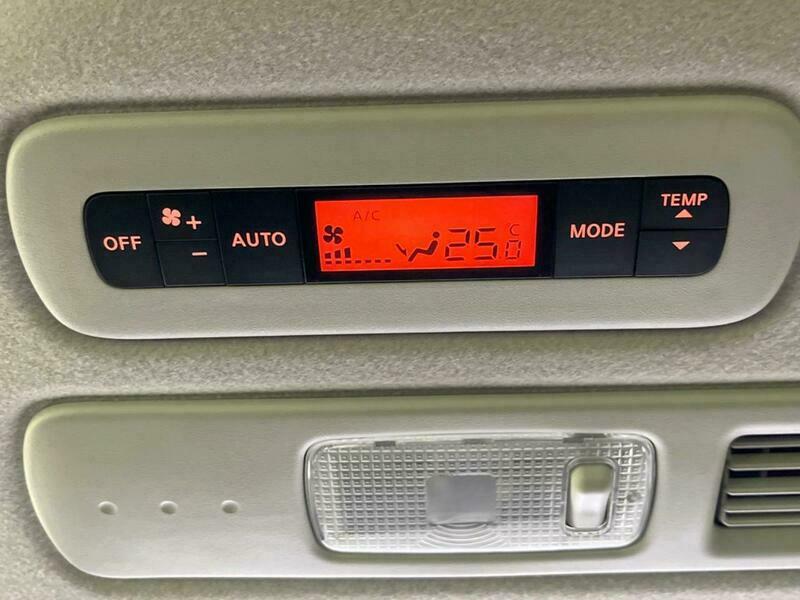 OFF
+
-
AUTO
A/C
25.0 °C
MODE
TEMP